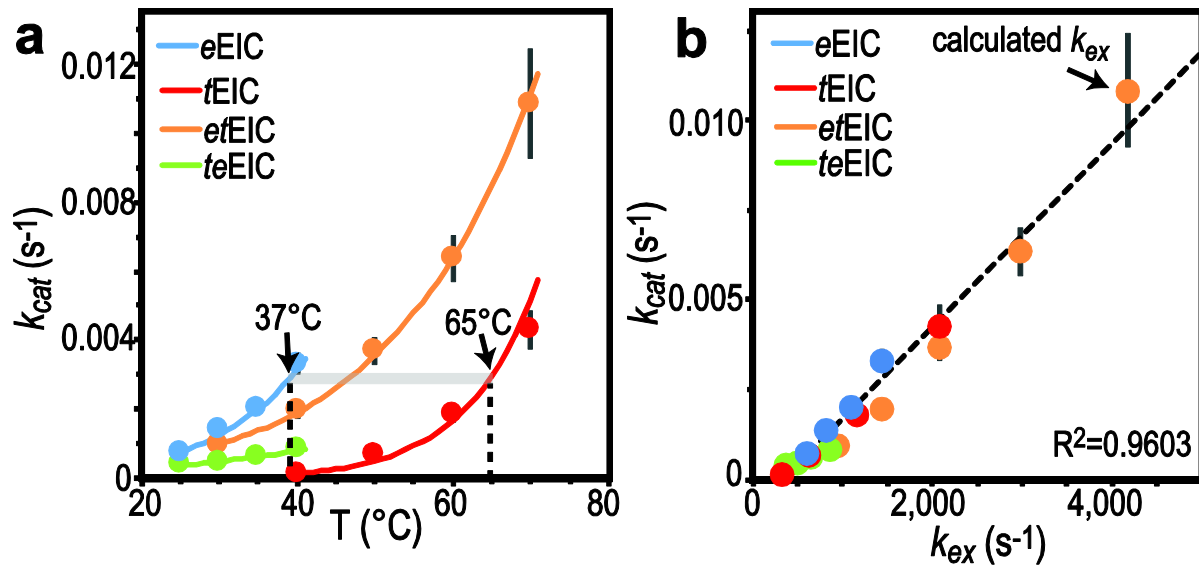 a
eEIC
tEIC
etEIC
teEIC
37°C
65°C
0.012
0.008
0.004
0
20
40
60
80
kcat (s-1)
T (°C)
b
eEIC
tEIC
etEIC
teEIC
calculated kex
R2=0.9603
0.010
0.005
0
0
2,000
4,000
kcat (s-1)
kex (s-1)